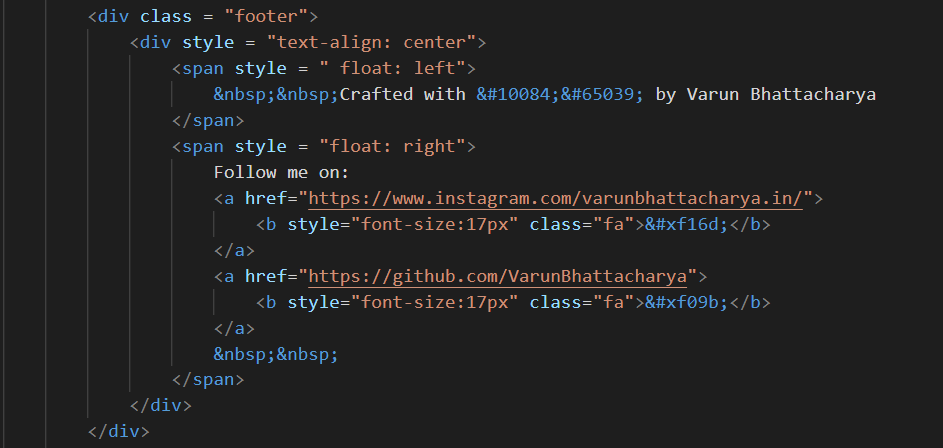 <div class = "footer">
<div style = "text-align: center">
<span style = " float: left">
&nbsp;&nbsp;Crafted with &#10084;&#65039; by Varun Bhattacharya
</span>
<span style = "float: right">
Follow me on:
<a href="https://www.instagram.com/varunbhattacharya.in/">
<b style="font-size:17px" class="fa">&#xf16d;</b>
</a>
<a href="https://github.com/VarunBhattacharya">
<b style="font-size:17px" class="fa">&#xf09b;</b>
</a>
&nbsp;&nbsp;
</span>
</div>
</div>